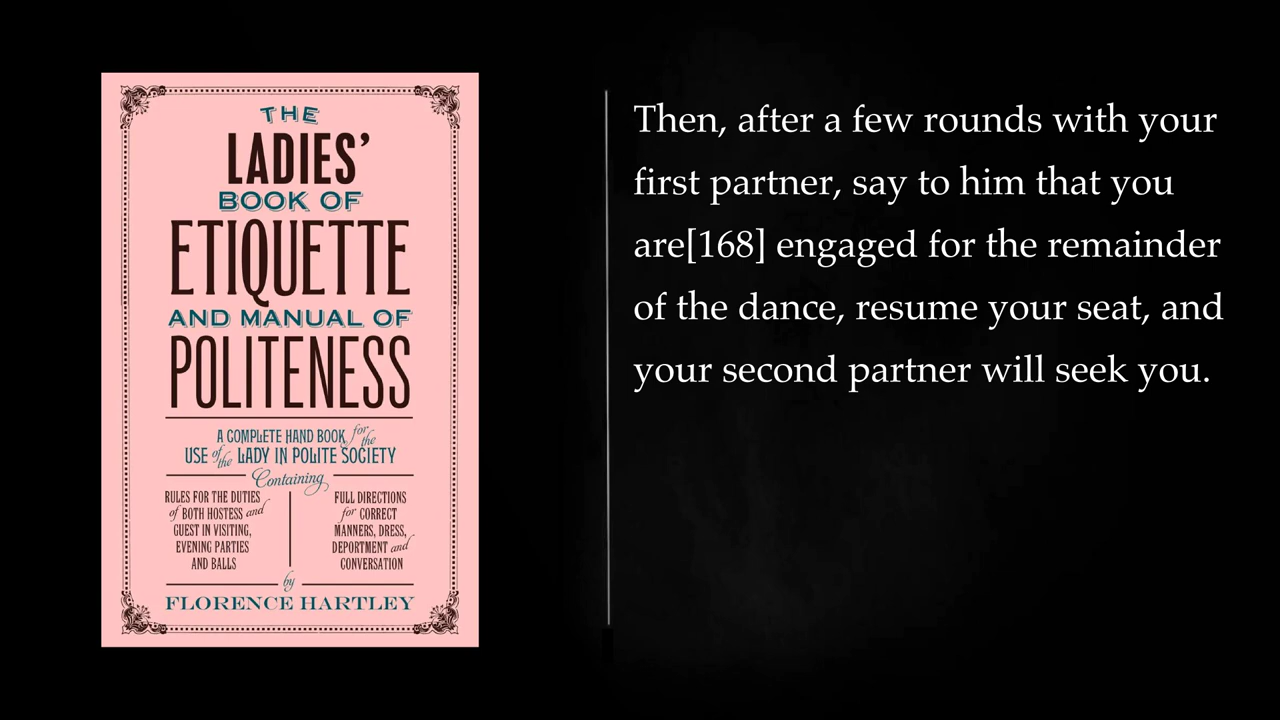 THE
LADIES'
BOOK OF
ETIQUETTE
AND MANUAL OF
POLITENESS
A COMPLETE HAND BOOK for the
USE of the LADY IN POLITE SOCIETY
Containing
RULES FOR THE DUTIES
of BOTH HOSTESS and
GUEST IN VISITING,
EVENING PARTIES
AND BALLS
FULL DIRECTIONS
for CORRECT
MANNERS, DRESS,
DEPORTMENT and
CONVERSATION
by
FLORENCE HARTLEY
Then, after a few rounds with your
first partner, say to him that you
are[168] engaged for the remainder
of the dance, resume your seat, and
your second partner will seek you.